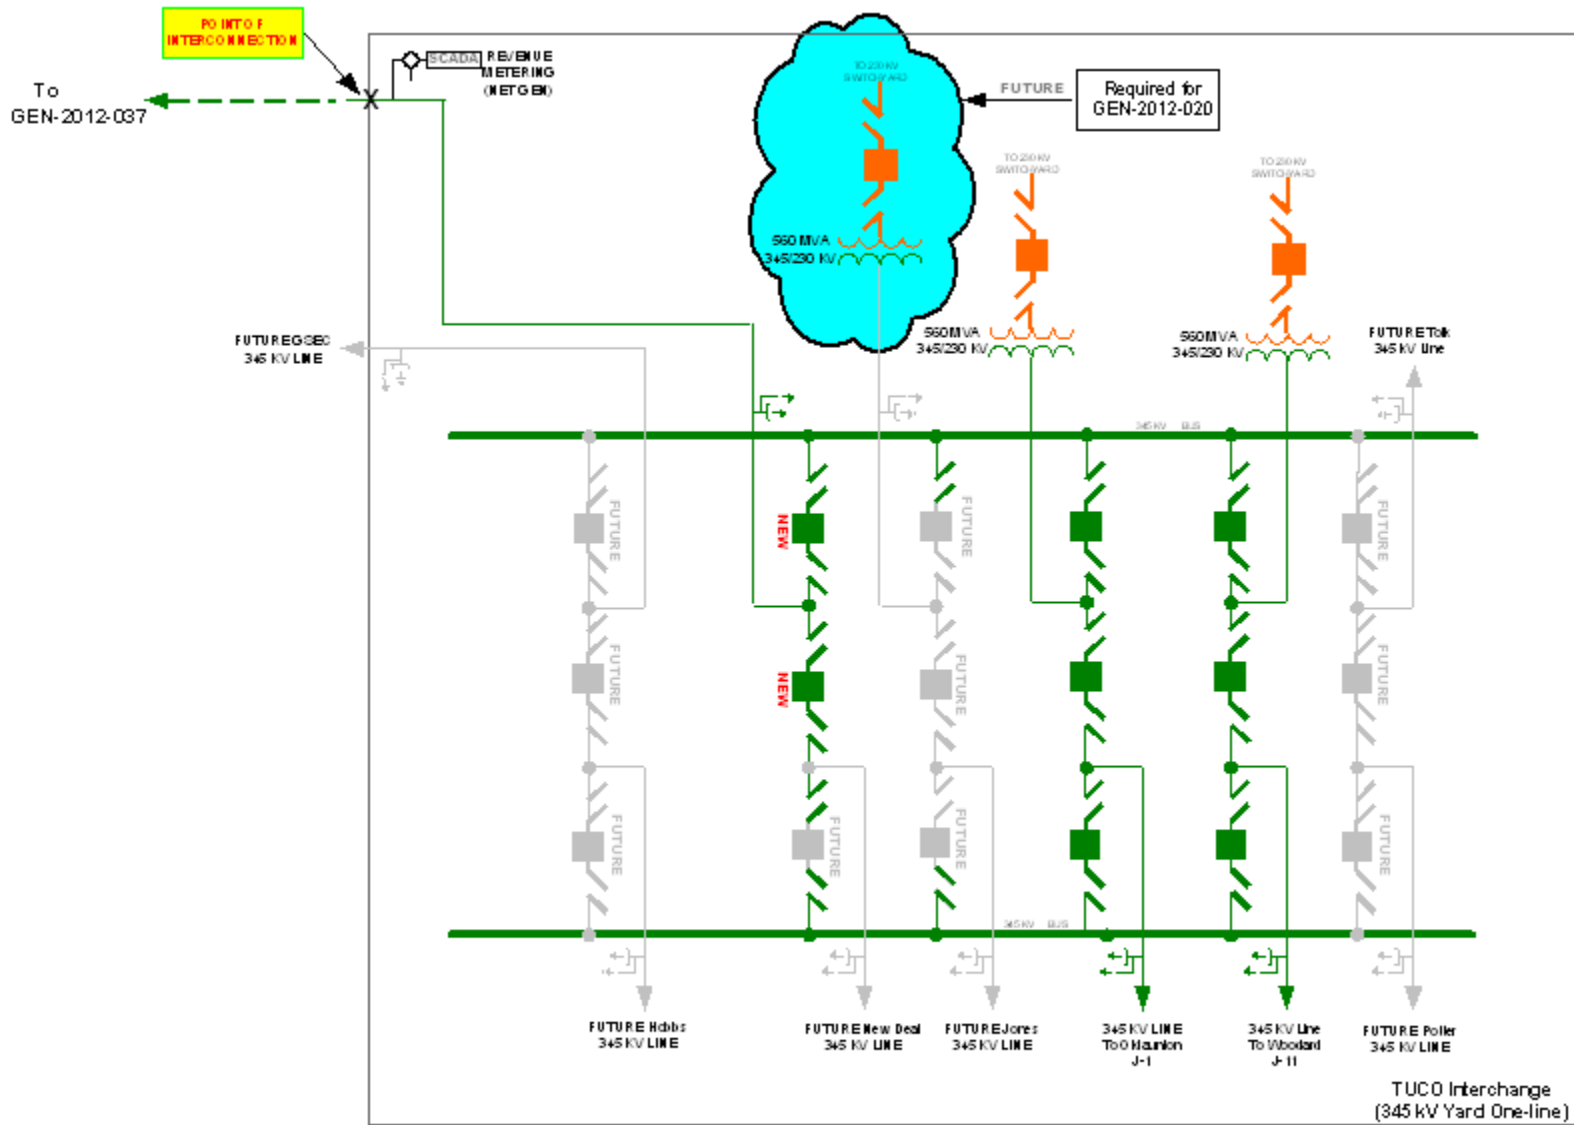 POINT OF
INTERCONNECTION
SCADA
REVENUE
METERING
(NETGEN)
To
GEN-2012-037
TO 230 KV
SWITCHYARD
FUTURE
Required for
GEN-2012-020
TO 230 KV
SWITCHYARD
TO 230 KV
SWITCHYARD
560 MVA
345/230 KV
560 MVA
345/230 KV
560 MVA
345/230 KV
FUTURE GSEC
345 KV LINE
FUTURE Tolk
345 KV Line
345 KV BUS
FUTURE
NEW
FUTURE
FUTURE
FUTURE
NEW
FUTURE
FUTURE
FUTURE
FUTURE
FUTURE
FUTURE
345 KV BUS
FUTURE Hobbs
345 KV LINE
FUTURE New Deal
345 KV LINE
FUTURE Jones
345 KV LINE
345 KV LINE
To Oklaunion
J-1
345 KV Line
To Woodard
J-11
FUTURE Potter
345 KV LINE
TUCO Interchange
(345 kV Yard One-line)